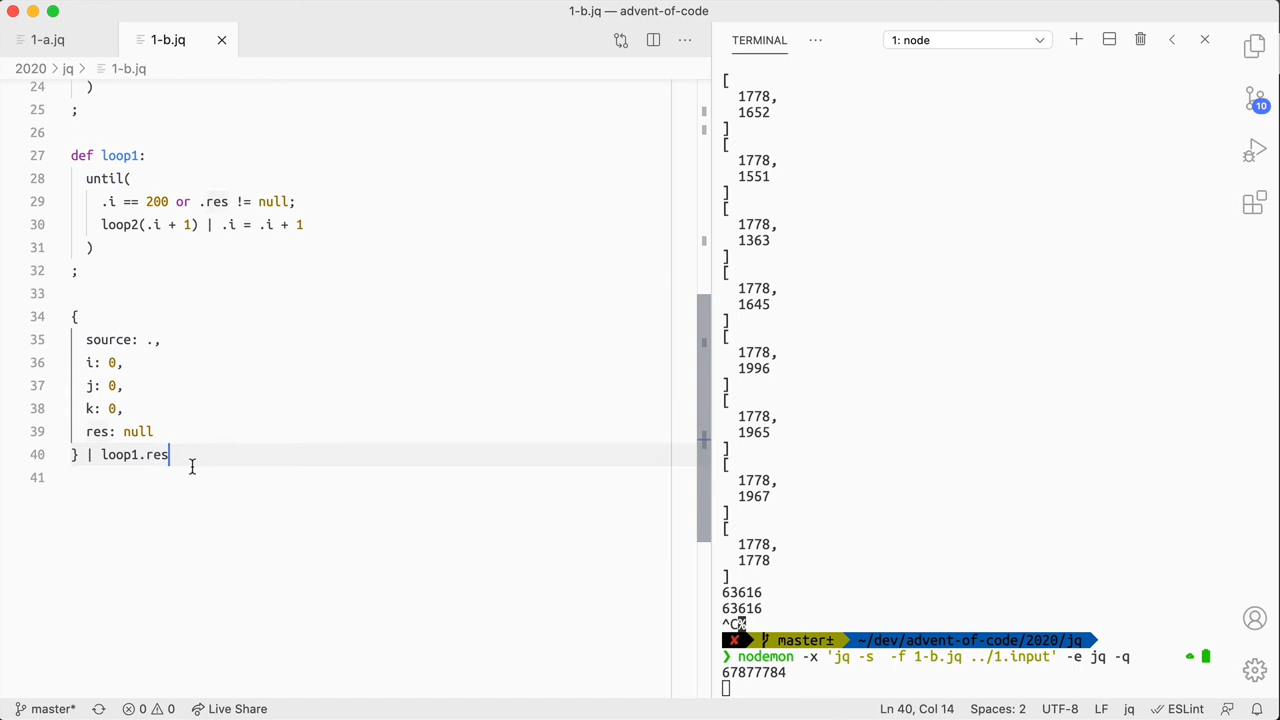 1-b.jq — advent-of-code
1-a.jq
1-b.jq
2020 > jq > 1-b.jq
24 )
25 ;
26
27 def loop1:
28 until(
29 .i == 200 or .res != null;
30 loop2(.i + 1) | .i = .i + 1
31 )
32 ;
33
34 {
35 source: .,
36 i: 0,
37 j: 0,
38 k: 0,
39 res: null
40 } | loop1.res
41
TERMINAL ··· 1: node
[
1778,
1652
]
[
1778,
1551
]
[
1778,
1363
]
[
1778,
1645
]
[
1778,
1996
]
[
1778,
1965
]
[
1778,
1967
]
[
1778,
1778
]
63616
63616
^C%
✘ master± ~/dev/advent-of-code/2020/jq
❯ nodemon -x 'jq -s  -f 1-b.jq ../1.input' -e jq -q
67877784
10
master* 0 0 Live Share Ln 40, Col 14 Spaces: 2 UTF-8 LF jq ESLint